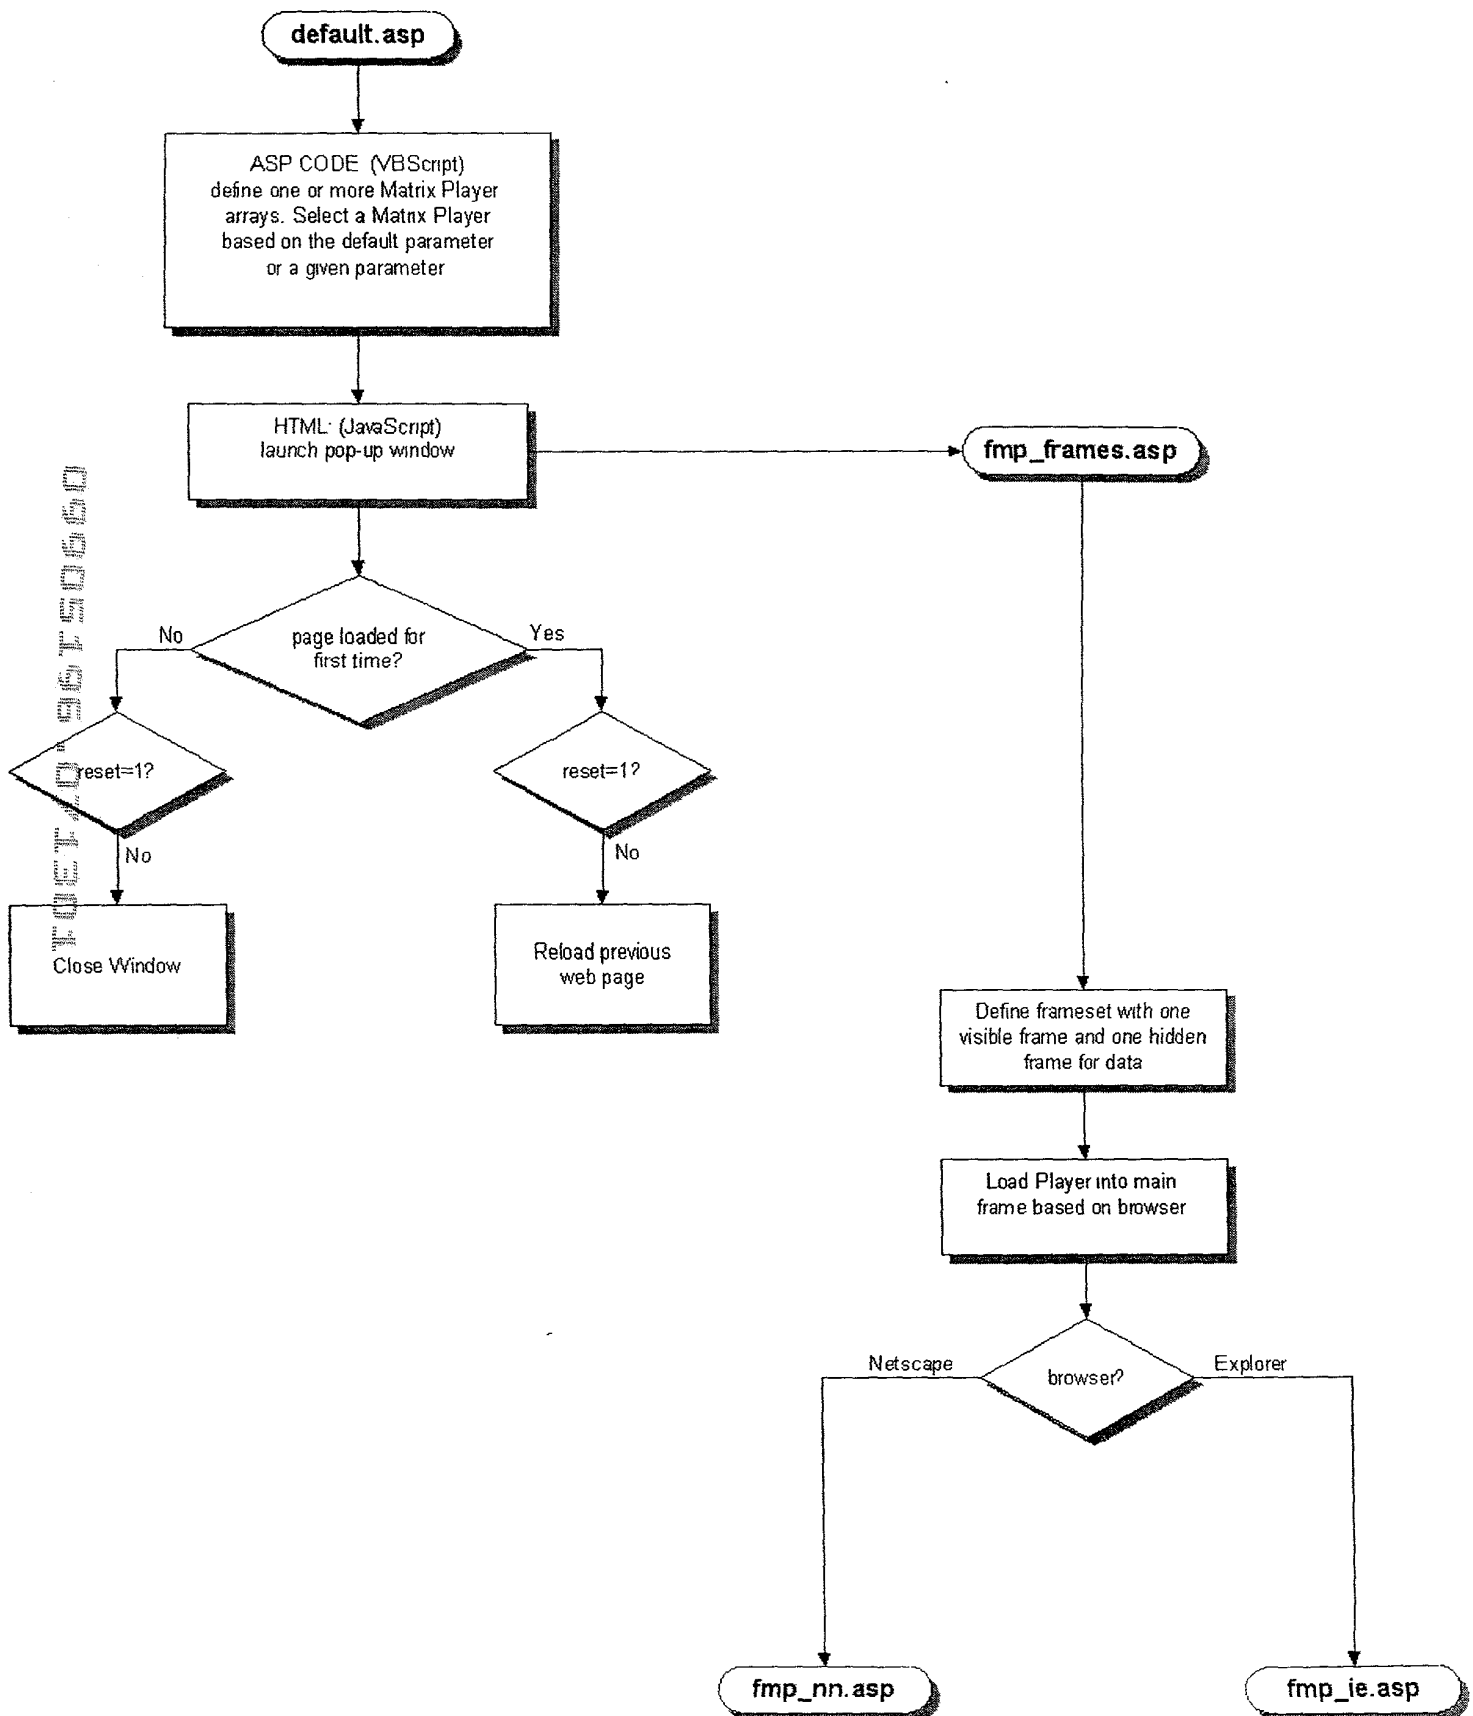 default.asp
ASP CODE (VBScript)
define one or more Matrix Player
arrays. Select a Matrix Player
based on the default parameter
or a given parameter
HTML: (JavaScript)
launch pop-up window
fmp_frames.asp
page loaded for
first time?
No
Yes
reset=1?
reset=1?
No
No
Close Window
Reload previous
web page
Define frameset with one
visible frame and one hidden
frame for data
Load Player into main
frame based on browser
browser?
Netscape
Explorer
fmp_nn.asp
fmp_ie.asp